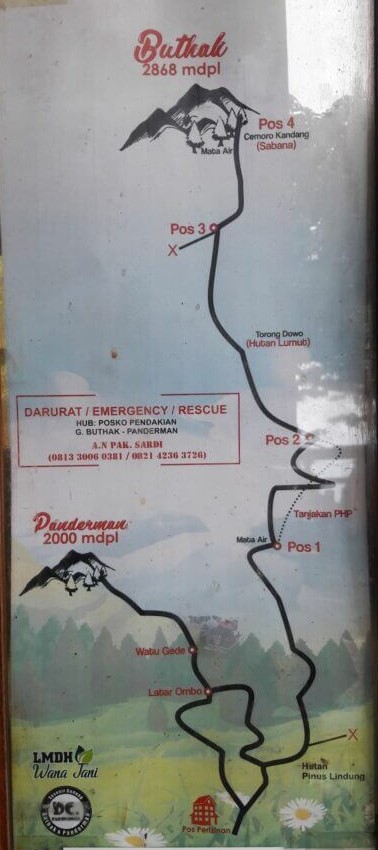 Buthak
2868 mdpl
Pos 4
Cemoro Kandang
(Sabana)
Mata Air
Pos 3
X
Torong Dowo
(Hutan Lumut)
DARURAT / EMERGENCY / RESCUE
HUB: POSKO PENDAKIAN
G. BUTHAK - PANDERMAN
A.N PAK. SARDI
(0813 3006 0381 / 0821 4236 3726)
Pos 2
Tanjakan PHP
Panderman
2000 mdpl
Mata Air
Pos 1
Watu Gede
Latar Ombo
X
Hutan
Pinus Lindung
LMDH
Wana Jani
Pos Perizinan